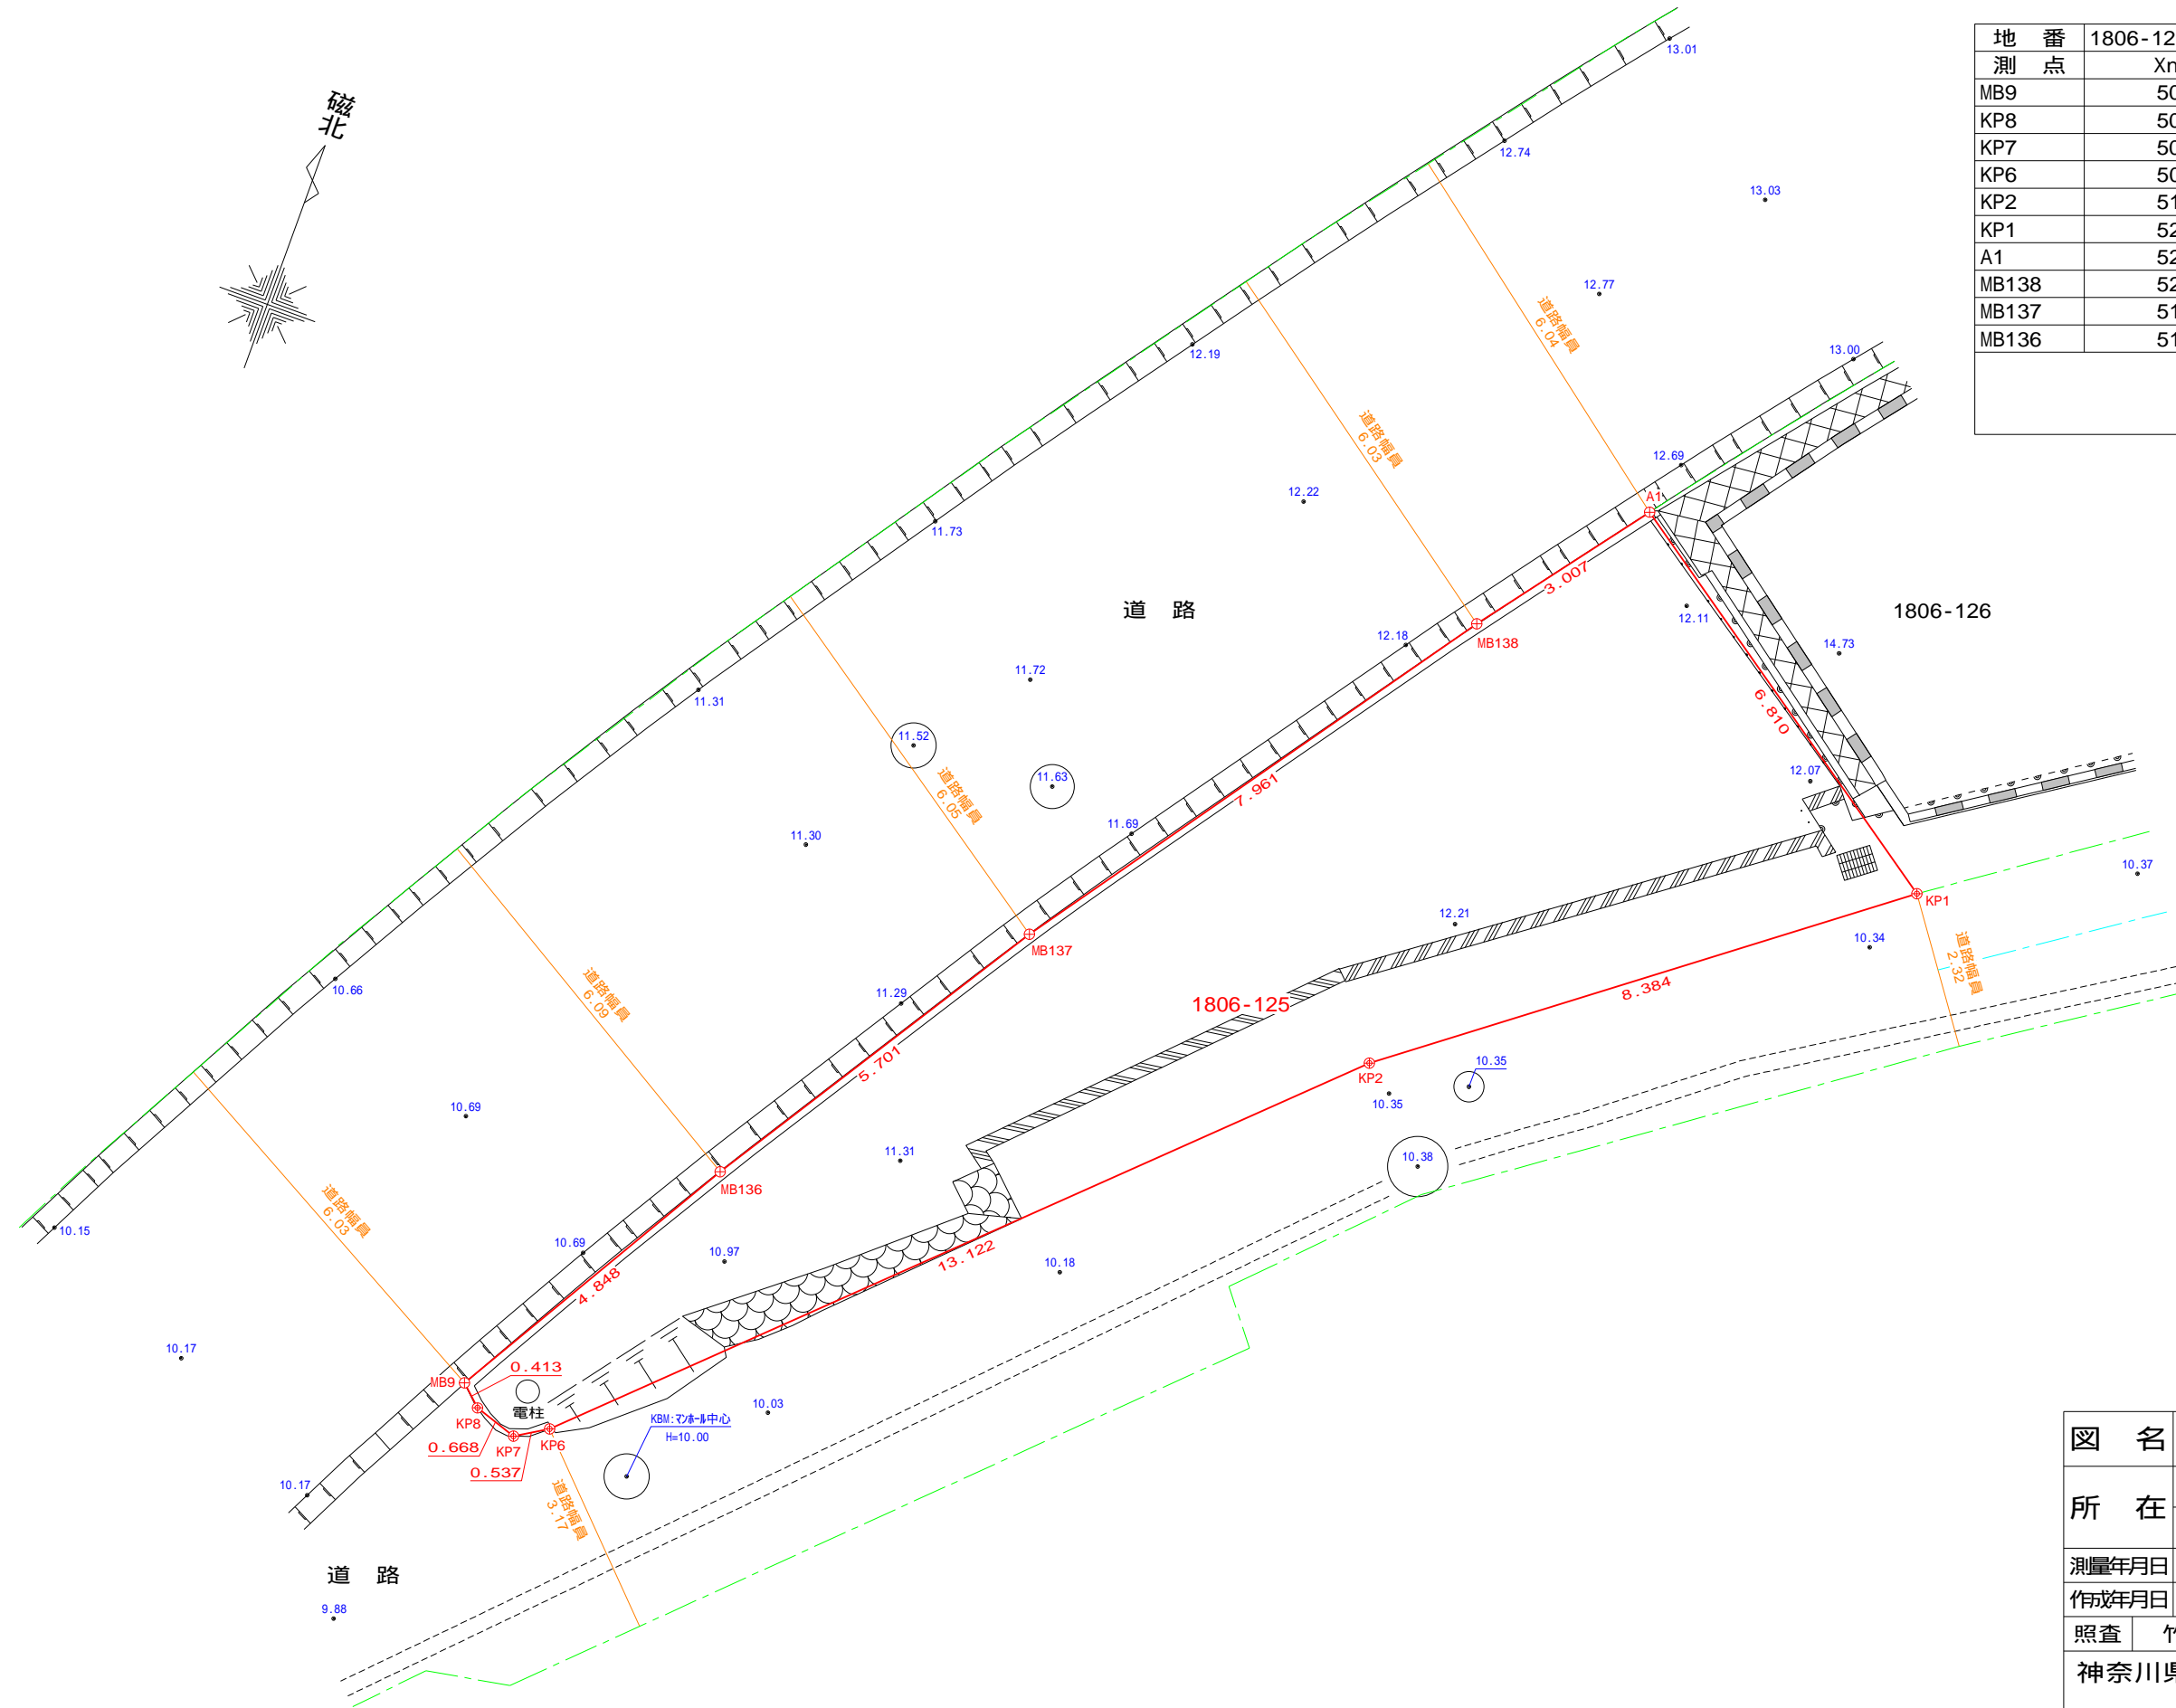 磁北
地 番 1806-12
測 点 Xn
MB9 50
KP8 50
KP7 50
KP6 50
KP2 51
KP1 52
A1 52
MB138 52
MB137 51
MB136 51
13.01
12.74
13.03
12.77
12.19
13.00
道路幅員
6.04
道路幅員
6.03
12.69
A1
12.22
11.73
3.007
道 路
1806-126
12.11
MB138
12.18
14.73
11.72
11.31
6.810
11.52
11.63
道路幅員
6.05
7.961
12.07
11.69
11.30
10.37
KP1
12.21
MB137
10.34
道路幅員
2.32
10.66
道路幅員
6.09
11.29
1806-125
8.384
5.701
KP2
10.35
10.35
10.69
10.38
11.31
MB136
道路幅員
6.03
10.15
10.69
10.97
13.122
10.18
4.848
10.17
0.413
MB9
電柱
KP8
10.03
KBM:マンホール中心
H=10.00
KP7
KP6
0.668
0.537
10.17
道路幅員
3.17
道 路
9.88
図 名
所 在
測量年月日
作成年月日
照査 竹
神奈川県